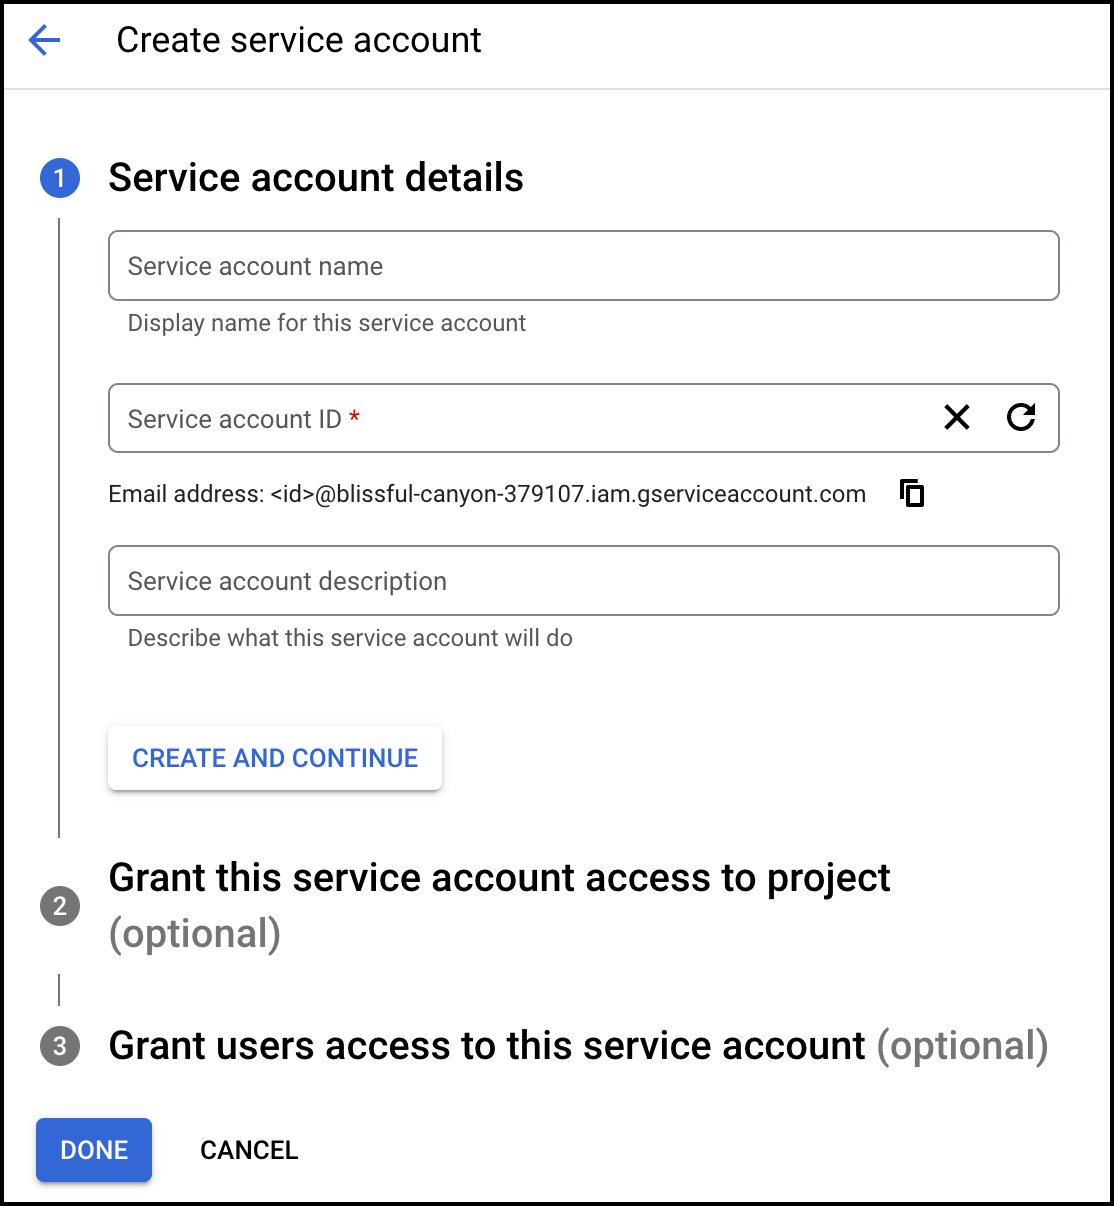 Create service account
1 Service account details
Service account name
Display name for this service account
Service account ID *
Email address: <id>@blissful-canyon-379107.iam.gserviceaccount.com
Service account description
Describe what this service account will do
CREATE AND CONTINUE
2 Grant this service account access to project
(optional)
3 Grant users access to this service account (optional)
DONE CANCEL